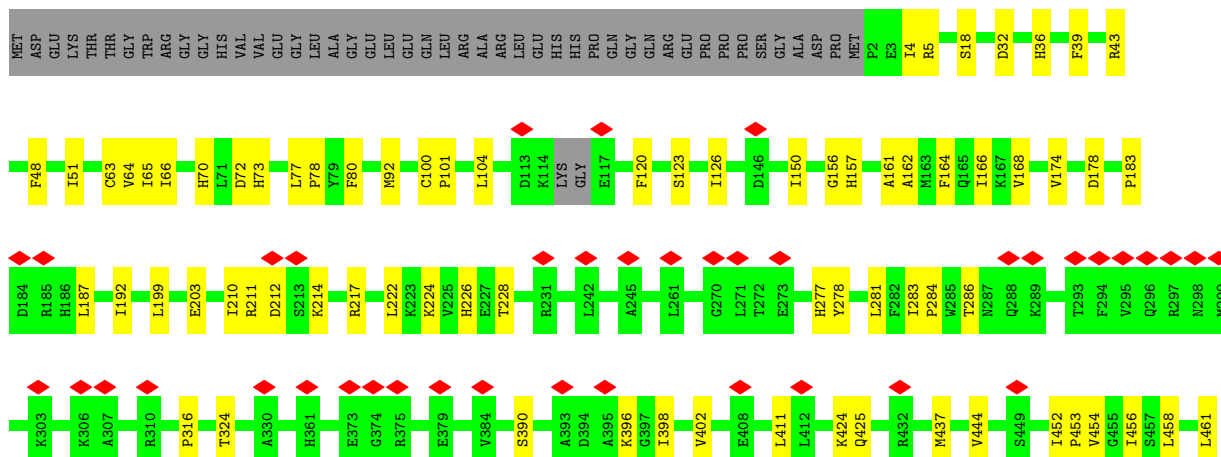 MET ASP GLU LYS THR THR GLY TRP ARG GLY GLY HIS VAL VAL GLU GLY LEU ALA GLY GLU LEU GLU GLN LEU ARG ALA ARG LEU GLU HIS HIS PRO GLN GLY GLN ARG GLU PRO PRO PRO SER GLY ALA ASP PRO MET P2 E3 I4 R5 S18 D32 H36 F39 R43
F48 I51 C63 V64 I65 I66 H70 L71 D72 H73 L77 P78 Y79 F80 M92 C100 P101 L104 D113 K114 LYS GLY E117 F120 S123 I126 D146 I150 G156 H157 A161 A162 M163 F164 Q165 I166 K167 V168 V174 D178 P183
D184 R185 H186 L187 I192 L199 E203 I210 R211 D212 S213 K214 R217 L222 K223 K224 V225 H226 E227 T228 R231 L242 A245 L261 G270 L271 T272 E273 H277 Y278 L281 F282 I283 P284 W285 T286 N287 Q288 K289 T293 F294 V295 Q296 R297 N298
K303 K306 A307 R310 P316 T324 A330 H361 E373 G374 R375 E379 V384 S390 A393 D394 A395 K396 G397 I398 V402 E408 L411 L412 K424 Q425 R432 M437 V444 S449 I452 P453 V454 G455 I456 S457 L458 L461